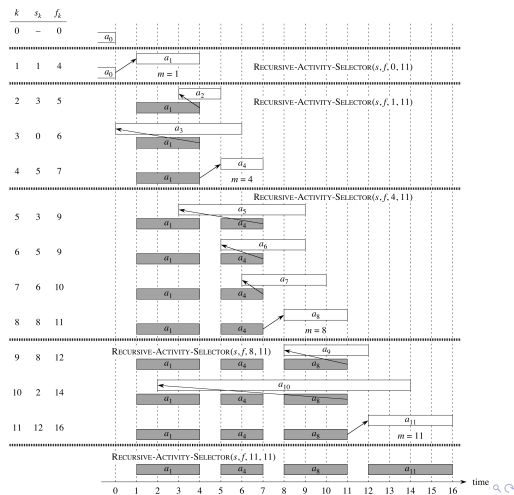 k s_k f_k
0 – 0
a_0
1 1 4
a_1
a_0
m = 1
RECURSIVE-ACTIVITY-SELECTOR(s, f, 0, 11)
2 3 5
a_2
a_1
RECURSIVE-ACTIVITY-SELECTOR(s, f, 1, 11)
3 0 6
a_3
a_1
4 5 7
a_4
a_1
m = 4
RECURSIVE-ACTIVITY-SELECTOR(s, f, 4, 11)
5 3 9
a_5
a_1 a_4
6 5 9
a_6
a_1 a_4
7 6 10
a_7
a_1 a_4
8 8 11
a_8
a_1 a_4
m = 8
RECURSIVE-ACTIVITY-SELECTOR(s, f, 8, 11)
9 8 12
a_9
a_1 a_4 a_8
10 2 14
a_10
a_1 a_4 a_8
11 12 16
a_11
a_1 a_4 a_8
m = 11
RECURSIVE-ACTIVITY-SELECTOR(s, f, 11, 11)
a_1 a_4 a_8 a_11
time
0 1 2 3 4 5 6 7 8 9 10 11 12 13 14 15 16